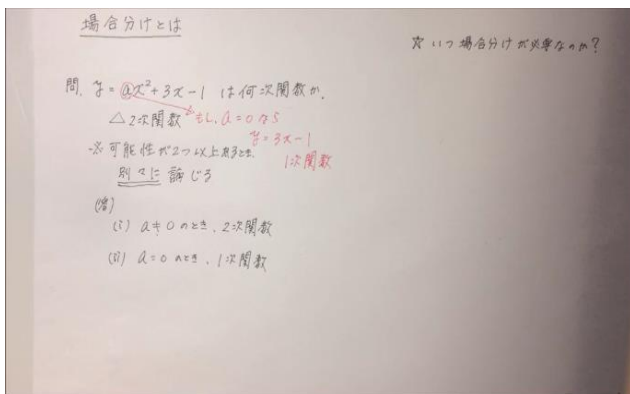 場合分けとは
☆ いつ場合分けが必要なのか?
問. y = ax²+3x-1 は何次関数か.
△2次関数 もし、a=0なら
y=3x-1
※可能性が2つ以上あるとき、
1次関数
別々に論じる
(答)
(i) a≠0のとき、2次関数
(ii) a=0のとき、1次関数